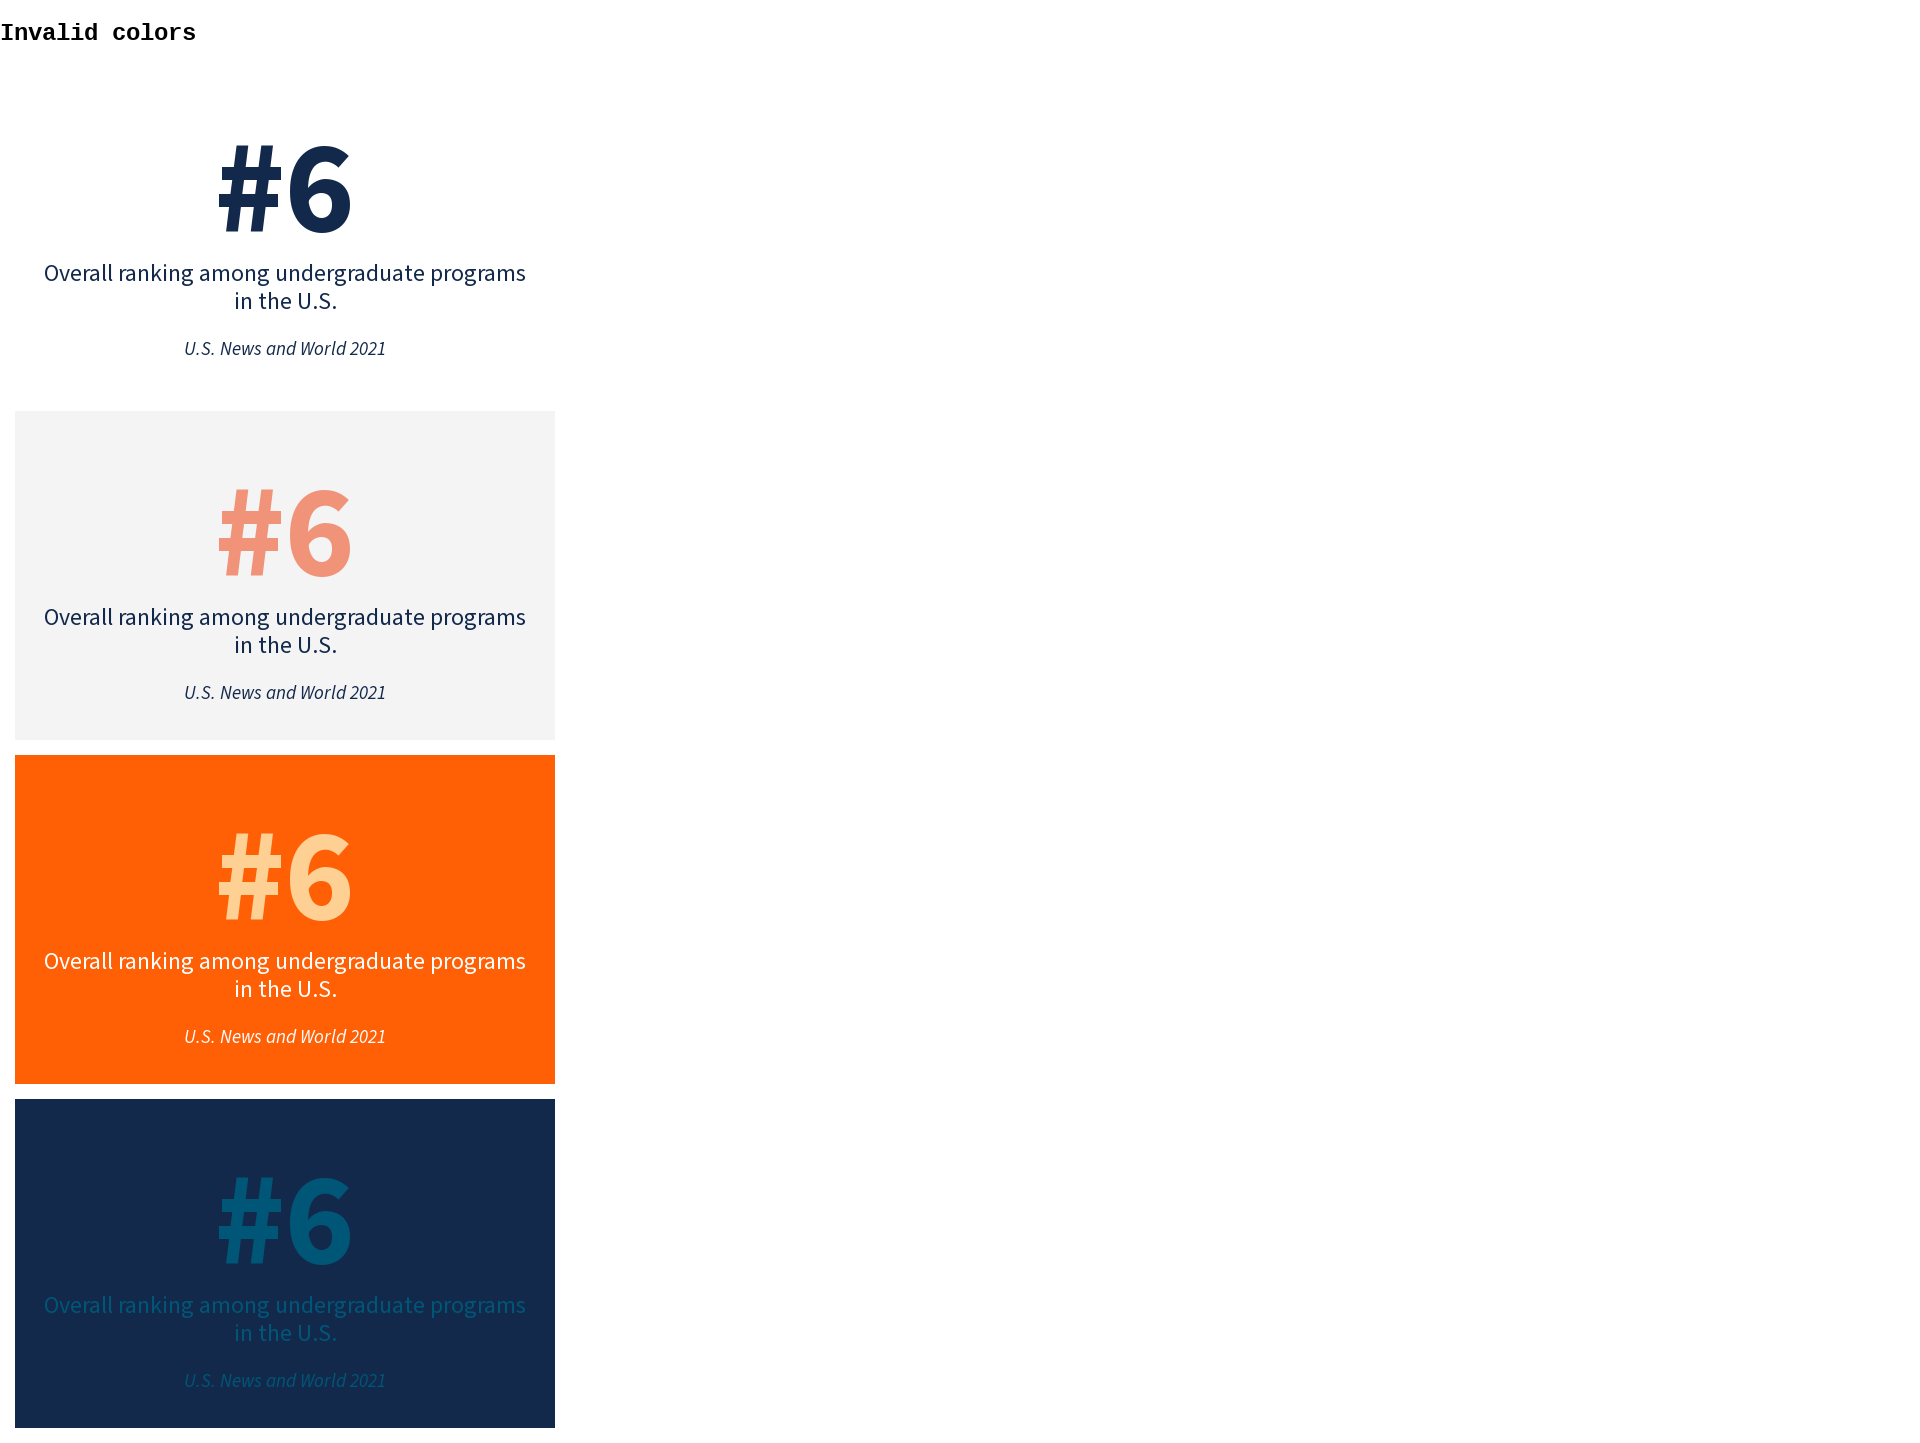 Invalid colors
#6
Overall ranking among undergraduate programs
in the U.S.
U.S. News and World 2021
#6
Overall ranking among undergraduate programs
in the U.S.
U.S. News and World 2021
#6
Overall ranking among undergraduate programs
in the U.S.
U.S. News and World 2021
#6
Overall ranking among undergraduate programs
in the U.S.
U.S. News and World 2021